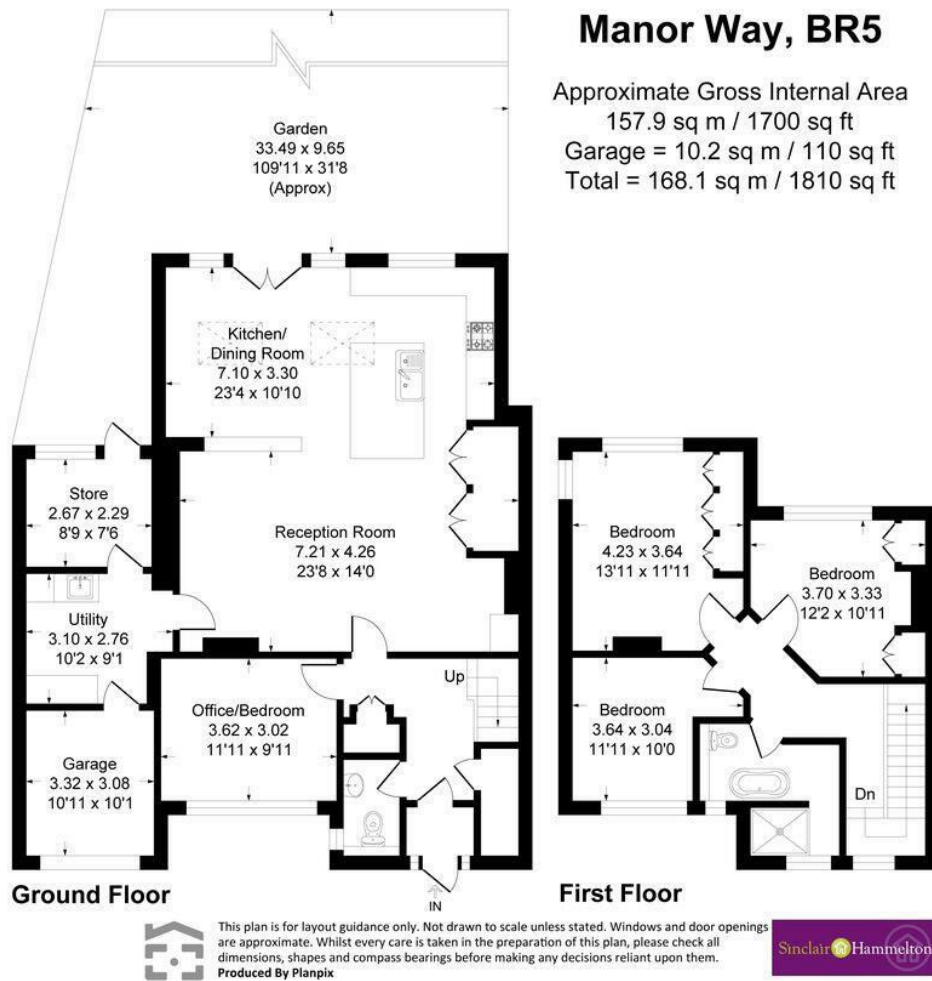 Manor Way, BR5
Approximate Gross Internal Area
157.9 sq m / 1700 sq ft
Garage = 10.2 sq m / 110 sq ft
Total = 168.1 sq m / 1810 sq ft
Garden
33.49 x 9.65
109'11 x 31'8
(Approx)
Kitchen/
Dining Room
7.10 x 3.30
23'4 x 10'10
Store
2.67 x 2.29
8'9 x 7'6
Reception Room
7.21 x 4.26
23'8 x 14'0
Utility
3.10 x 2.76
10'2 x 9'1
Up
Office/Bedroom
3.62 x 3.02
11'11 x 9'11
Garage
3.32 x 3.08
10'11 x 10'1
IN
Ground Floor
Bedroom
4.23 x 3.64
13'11 x 11'11
Bedroom
3.70 x 3.33
12'2 x 10'11
Bedroom
3.64 x 3.04
11'11 x 10'0
Dn
First Floor
This plan is for layout guidance only. Not drawn to scale unless stated. Windows and door openings
are approximate. Whilst every care is taken in the preparation of this plan, please check all
dimensions, shapes and compass bearings before making any decisions reliant upon them.
Produced By Planpix
Sinclair Hammelton